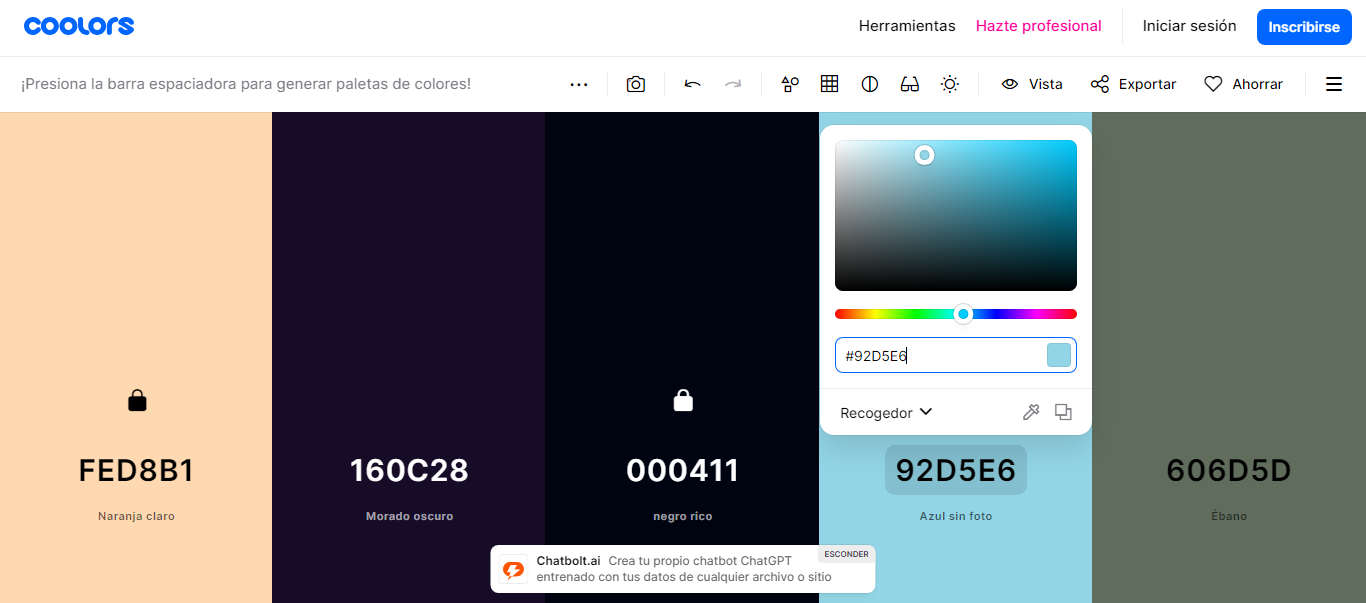 coolors
Herramientas
Hazte profesional
Iniciar sesión
Inscribirse
¡Presiona la barra espaciadora para generar paletas de colores!
Vista
Exportar
Ahorrar
#92D5E6
Recogedor
FED8B1
160C28
000411
92D5E6
606D5D
Naranja claro
Morado oscuro
negro rico
Azul sin foto
Ébano
Chatbolt.ai Crea tu propio chatbot ChatGPT
entrenado con tus datos de cualquier archivo o sitio
ESCONDER